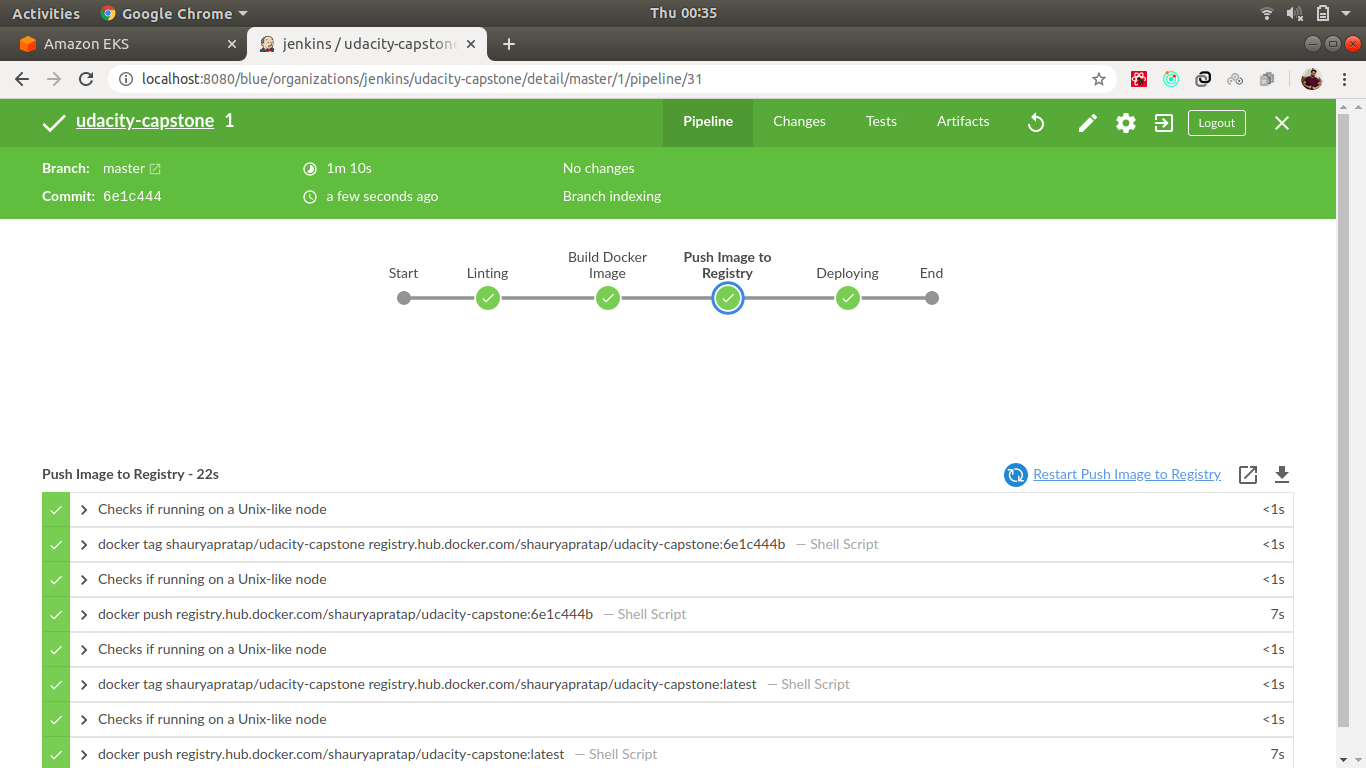 Activities Google Chrome Thu 00:35
Amazon EKS jenkins / udacity-capstone
localhost:8080/blue/organizations/jenkins/udacity-capstone/detail/master/1/pipeline/31
udacity-capstone 1 Pipeline Changes Tests Artifacts Logout
Branch: master 1m 10s No changes
Commit: 6e1c444 a few seconds ago Branch indexing
Start Linting Build Docker Image Push Image to Registry Deploying End
Push Image to Registry - 22s Restart Push Image to Registry
Checks if running on a Unix-like node <1s
docker tag shauryapratap/udacity-capstone registry.hub.docker.com/shauryapratap/udacity-capstone:6e1c444b — Shell Script <1s
Checks if running on a Unix-like node <1s
docker push registry.hub.docker.com/shauryapratap/udacity-capstone:6e1c444b — Shell Script 7s
Checks if running on a Unix-like node <1s
docker tag shauryapratap/udacity-capstone registry.hub.docker.com/shauryapratap/udacity-capstone:latest — Shell Script <1s
Checks if running on a Unix-like node <1s
docker push registry.hub.docker.com/shauryapratap/udacity-capstone:latest — Shell Script 7s